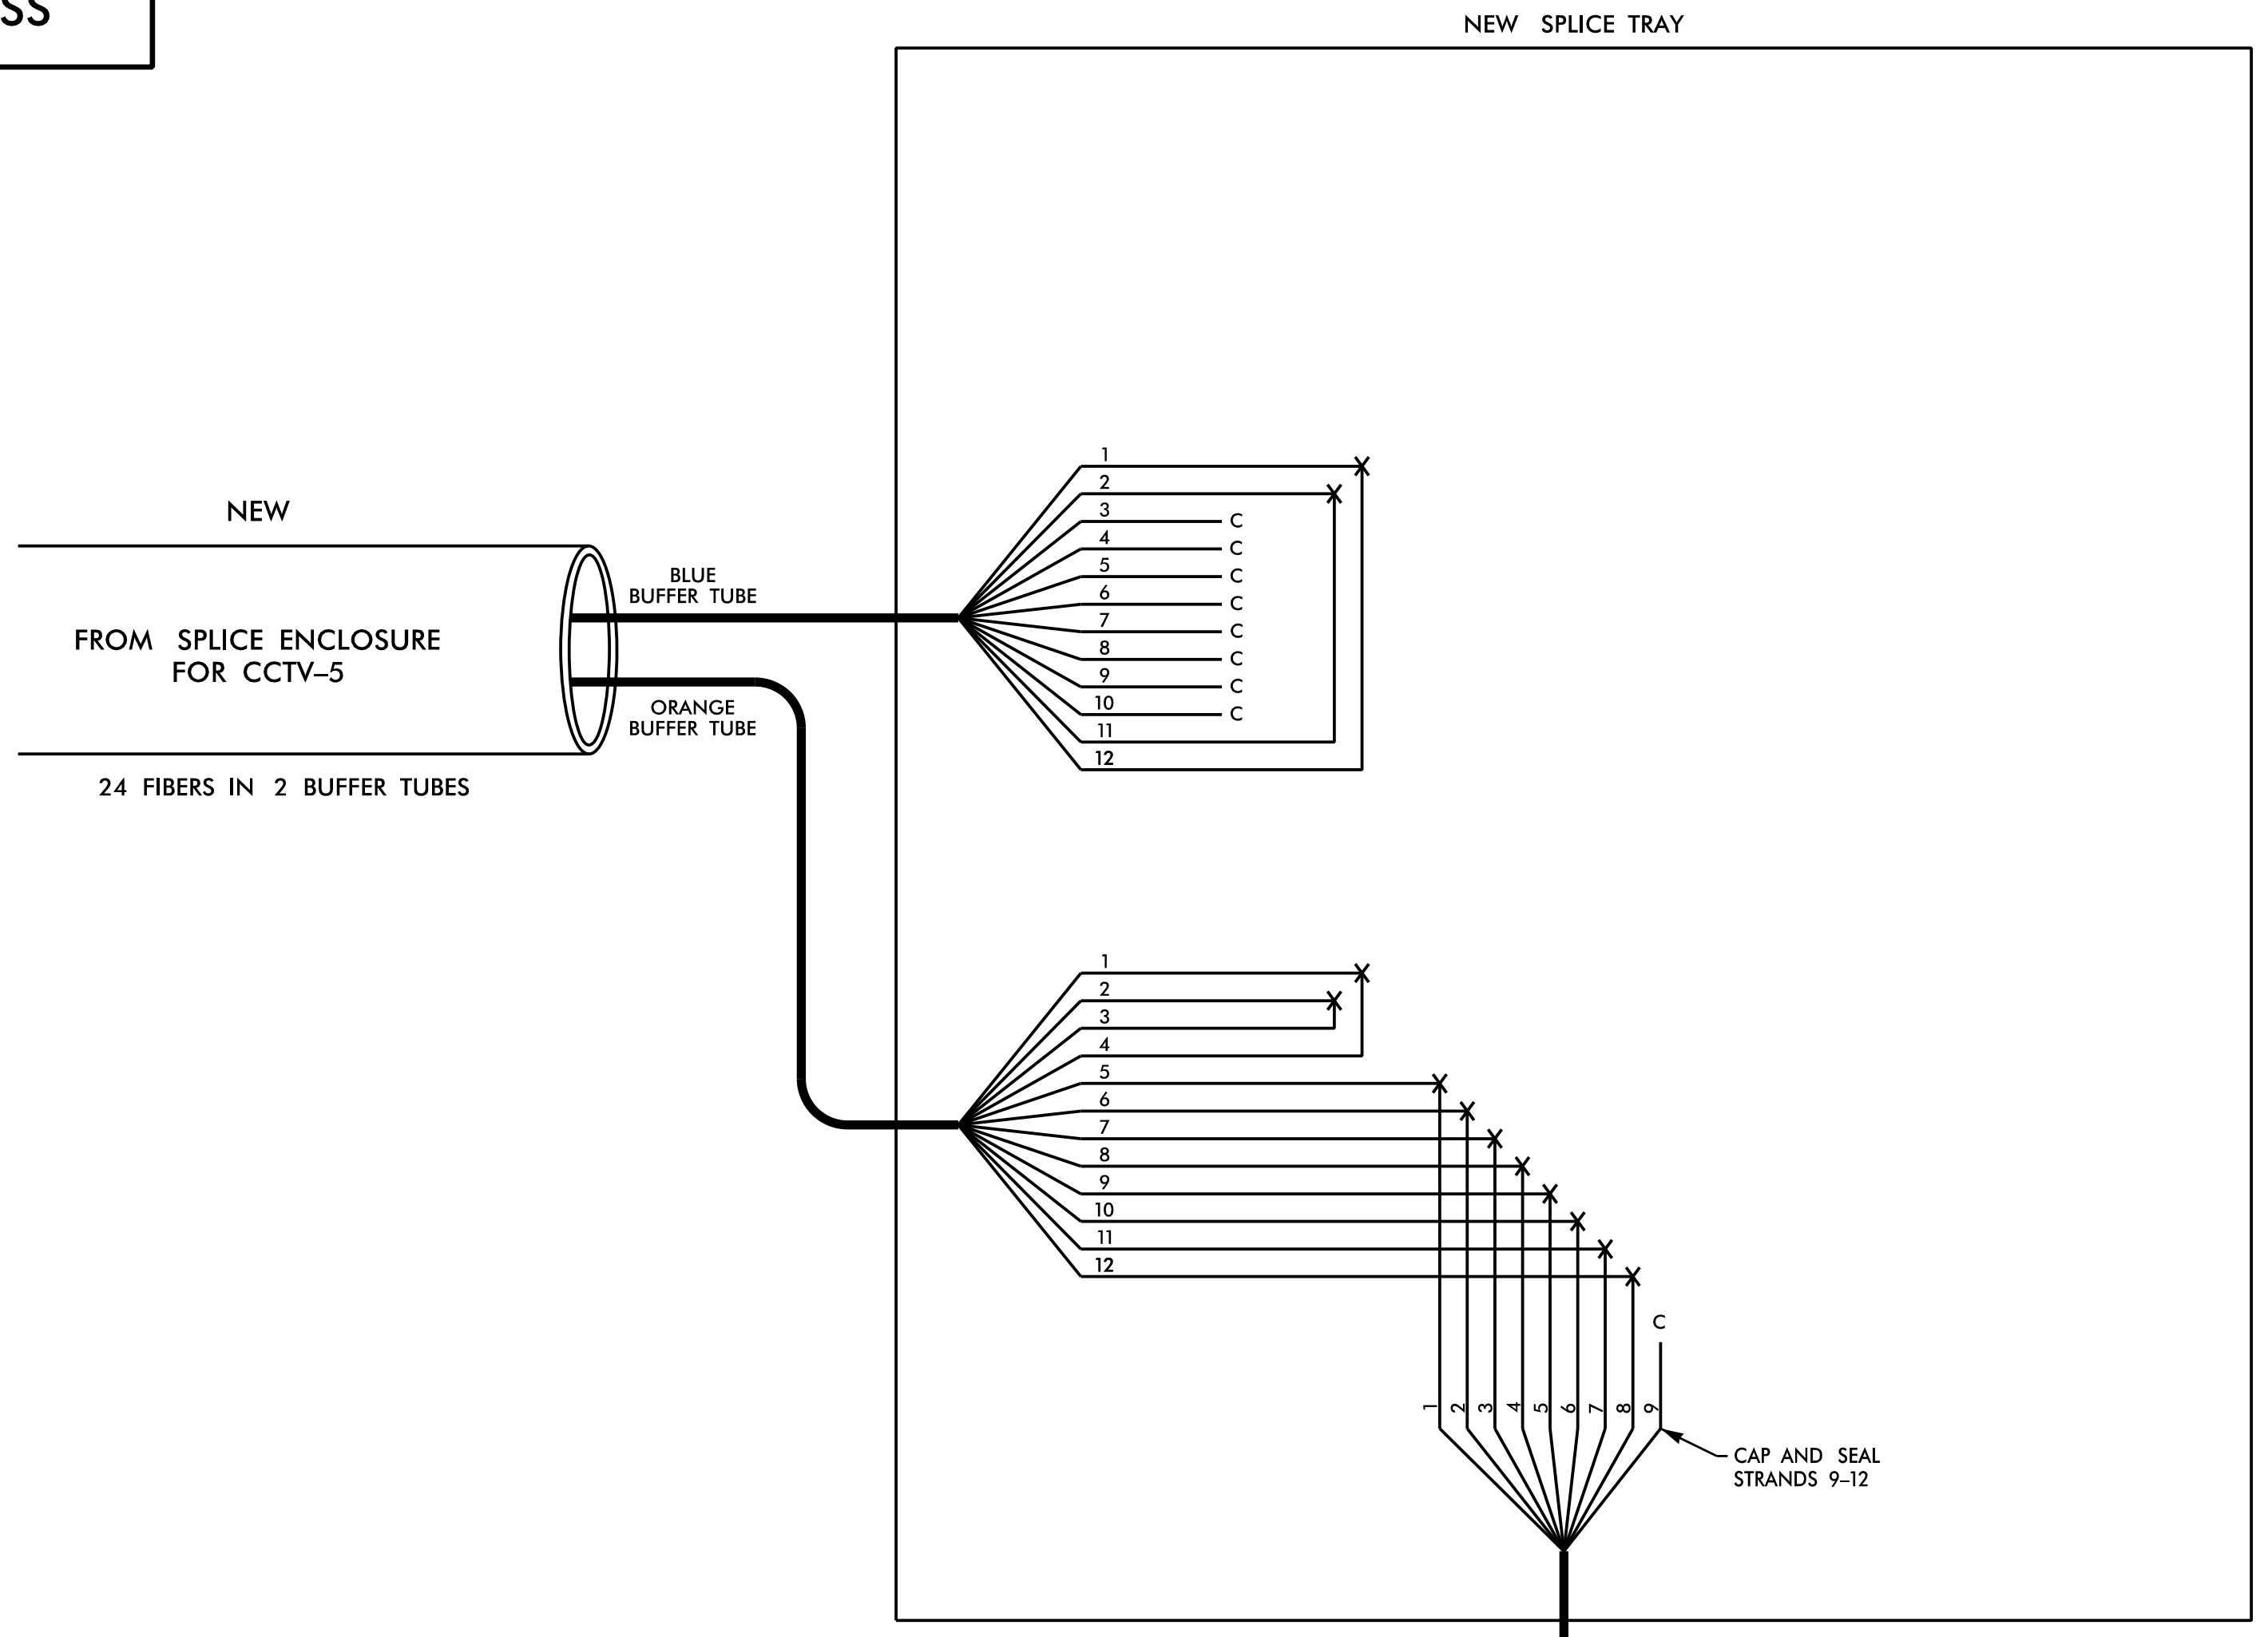 SS
NEW SPLICE TRAY
NEW
FROM SPLICE ENCLOSURE
FOR CCTV-5
24 FIBERS IN 2 BUFFER TUBES
BLUE
BUFFER TUBE
ORANGE
BUFFER TUBE
1
2
3 C
4 C
5 C
6 C
7 C
8 C
9 C
10 C
11
12
1
2
3
4
5
6
7
8
9
10
11
12
C
1 2 3 4 5 6 7 8 9
CAP AND SEAL
STRANDS 9-12